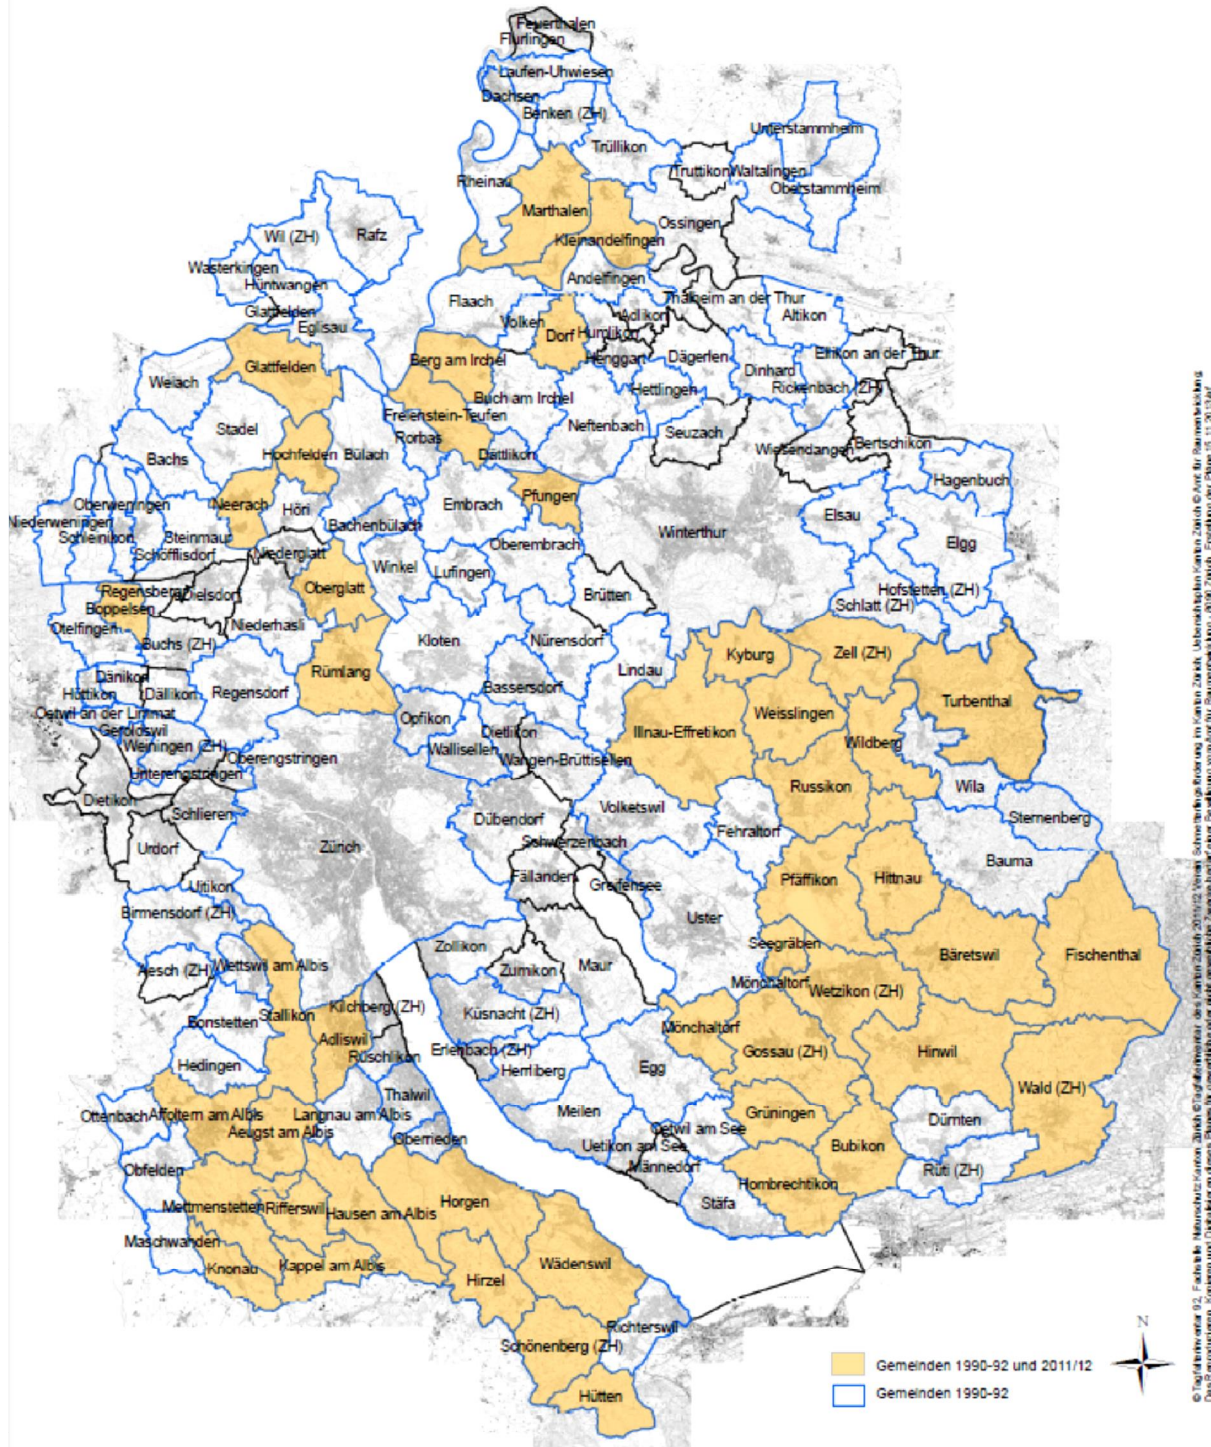 Feuerthalen
Flurlingen
Laufen-Uhwiesen
Dachsen
Benken (ZH)
Unterstammheim
Trüllikon
Truttikon
Waltalingen
Oberstammheim
Rheinau
Marthalen
Ossingen
Kleinandelfingen
Wil (ZH)
Rafz
Wasterkingen
Hüntwangen
Andelfingen
Glattfelden
Eglisau
Flaach
Thalheim an der Thur
Adlikon
Altikon
Volken
Dorf
Humlikon
Berg am Irchel
Henggart
Dägerlen
Ellikon an der Thur
Glattfelden
Dinhard
Rickenbach (ZH)
Weiach
Buch am Irchel
Hettlingen
Stadel
Freienstein-Teufen
Neftenbach
Seuzach
Rorbas
Bertschikon
Wiesendangen
Bachs
Hochfelden
Bülach
Dättlikon
Hagenbuch
Oberweningen
Neerach
Höri
Embrach
Pfungen
Elsau
Niederweningen
Bachenbülach
Winterthur
Schleinikon
Steinmaur
Elgg
Schöfflisdorf
Niederglatt
Oberembrach
Winkel
Lufingen
Regensberg
Dielsdorf
Oberglatt
Brütten
Hofstetten (ZH)
Boppelsen
Schlatt (ZH)
Otelfingen
Niederhasli
Buchs (ZH)
Kloten
Nürensdorf
Kyburg
Zell (ZH)
Dänikon
Rümlang
Lindau
Hüttikon
Dällikon
Regensdorf
Bassersdorf
Turbenthal
Oetwil an der Limmat
Opfikon
Weisslingen
Geroldswil
Dietlikon
Illnau-Effretikon
Wildberg
Weiningen (ZH)
Wallisellen
Oberengstringen
Wangen-Brüttisellen
Unterengstringen
Russikon
Wila
Dietikon
Volketswil
Schlieren
Dübendorf
Sternenberg
Fehraltorf
Urdorf
Zürich
Schwerzenbach
Bauma
Fällanden
Greifensee
Pfäffikon
Hittnau
Uitikon
Birmensdorf (ZH)
Uster
Zollikon
Seegräben
Bäretswil
Fischenthal
Aesch (ZH)
Wettswil am Albis
Zumikon
Maur
Mönchaltorf
Wetzikon (ZH)
Kilchberg (ZH)
Bonstetten
Stallikon
Küsnacht (ZH)
Mönchaltorf
Adliswil
Erlenbach (ZH)
Gossau (ZH)
Hinwil
Rüschlikon
Hedingen
Herrliberg
Egg
Wald (ZH)
Thalwil
Ottenbach
Affoltern am Albis
Langnau am Albis
Meilen
Grüningen
Dürnten
Aeugst am Albis
Oetwil am See
Oberrieden
Uetikon am See
Bubikon
Obfelden
Männedorf
Rüti (ZH)
Hombrechtikon
Mettmenstetten
Rifferswil
Hausen am Albis
Horgen
Stäfa
Maschwanden
Knonau
Kappel am Albis
Hirzel
Wädenswil
Richterswil
Schönenberg (ZH)
Hütten
N
Gemeinden 1990-92 und 2011/12
Gemeinden 1990-92